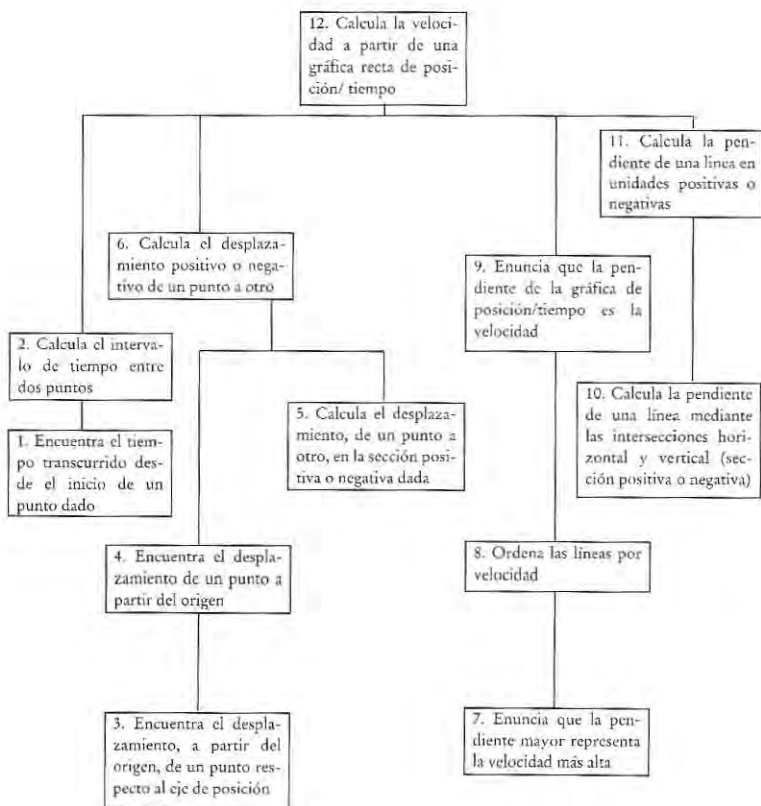 12. Calcula la veloci-
dad a partir de una
gráfica recta de posi-
ción/ tiempo
11. Calcula la pen-
diente de una línea en
unidades positivas o
negativas
6. Calcula el desplaza-
miento positivo o nega-
tivo de un punto a otro
9. Enuncia que la pen-
diente de la gráfica de
posición/tiempo es la
velocidad
2. Calcula el interva-
lo de tiempo entre
dos puntos
10. Calcula la pendiente
de una línea mediante
las intersecciones hori-
zontal y vertical (sec-
ción positiva o negativa)
5. Calcula el desplaza-
miento, de un punto a
otro, en la sección posi-
tiva o negativa dada
1. Encuentra el tiem-
po transcurrido des-
de el inicio de un
punto dado
4. Encuentra el despla-
zamiento de un punto a
partir del origen
8. Ordena las líneas por
velocidad
3. Encuentra el despla-
zamiento, a partir del
origen, de un punto res-
pecto al eje de posición
7. Enuncia que la pen-
diente mayor representa
la velocidad más alta